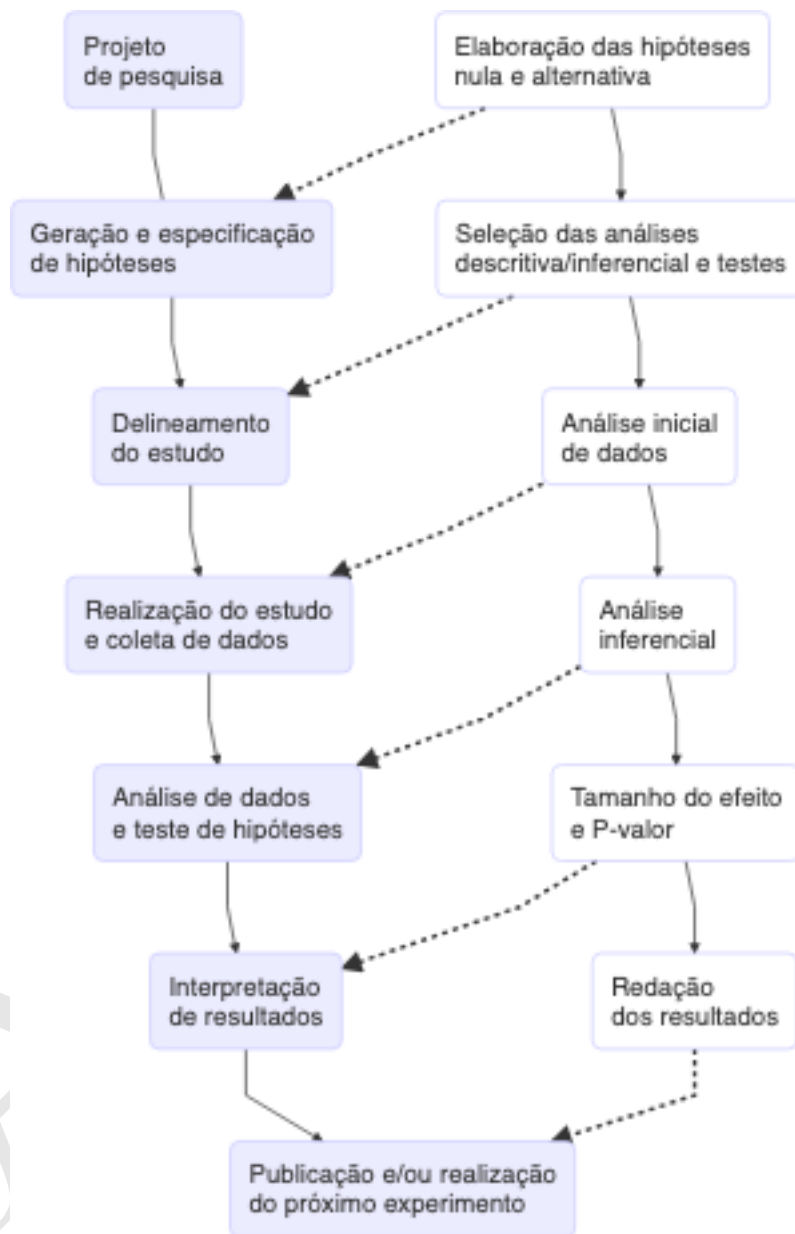 Projeto
de pesquisa
Elaboração das hipóteses
nula e alternativa
Geração e especificação
de hipóteses
Seleção das análises
descritiva/inferencial e testes
Delineamento
do estudo
Análise inicial
de dados
Realização do estudo
e coleta de dados
Análise
inferencial
Análise de dados
e teste de hipóteses
Tamanho do efeito
e P-valor
Interpretação
de resultados
Redação
dos resultados
Publicação e/ou realização
do próximo experimento